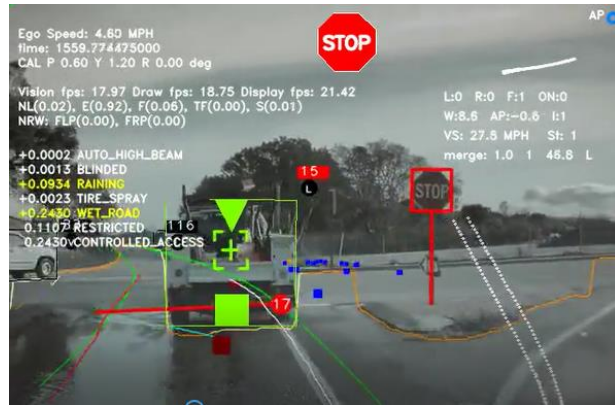 Ego Speed: 4.60 MPH
time: 1559.774475000
CAL P 0.60 Y 1.20 R 0.00 deg
STOP
AP
Vision fps: 17.97 Draw fps: 18.75 Display fps: 21.42
NL(0.02), E(0.92), F(0.06), TF(0.00), S(0.01)
NRW: FLP(0.00), FRP(0.00)
L:0 R:0 F:1 ON:0
W:8.6 AP:-0.6 I:1
VS: 27.5 MPH St: 1
merge: 1.0 1 46.8 L
+0.0002 AUTO_HIGH_BEAM
+0.0013 BLINDED
+0.0934 RAINING
+0.0023 TIRE_SPRAY
+0.2430 WET_ROAD
0.1107 RESTRICTED
0.2430 CONTROLLED_ACCESS
15
L
STOP
116
17